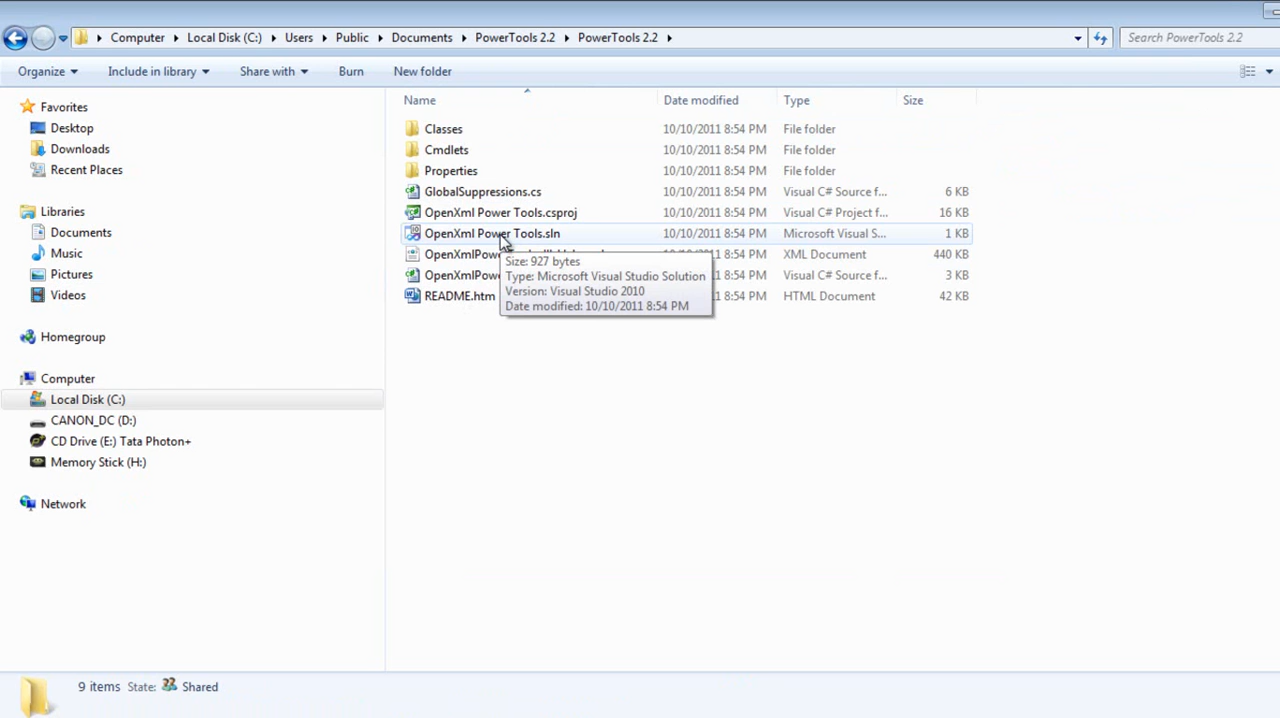 Computer Local Disk (C:) Users Public Documents PowerTools 2.2 PowerTools 2.2 Search PowerTools 2.2
Organize Include in library Share with Burn New folder
Name Date modified Type Size
Favorites
Desktop
Downloads
Recent Places
Libraries
Documents
Music
Pictures
Videos
Homegroup
Computer
Local Disk (C:)
CANON_DC (D:)
CD Drive (E:) Tata Photon+
Memory Stick (H:)
Network
Classes 10/10/2011 8:54 PM File folder
Cmdlets 10/10/2011 8:54 PM File folder
Properties 10/10/2011 8:54 PM File folder
GlobalSuppressions.cs 10/10/2011 8:54 PM Visual C# Source f... 6 KB
OpenXml Power Tools.csproj 10/10/2011 8:54 PM Visual C# Project f... 16 KB
OpenXml Power Tools.sln 10/10/2011 8:54 PM Microsoft Visual S... 1 KB
OpenXmlPowe 8:54 PM XML Document 440 KB
OpenXmlPowe 8:54 PM Visual C# Source f... 3 KB
README.htm 8:54 PM HTML Document 42 KB
Size: 927 bytes
Type: Microsoft Visual Studio Solution
Version: Visual Studio 2010
Date modified: 10/10/2011 8:54 PM
9 items State: Shared